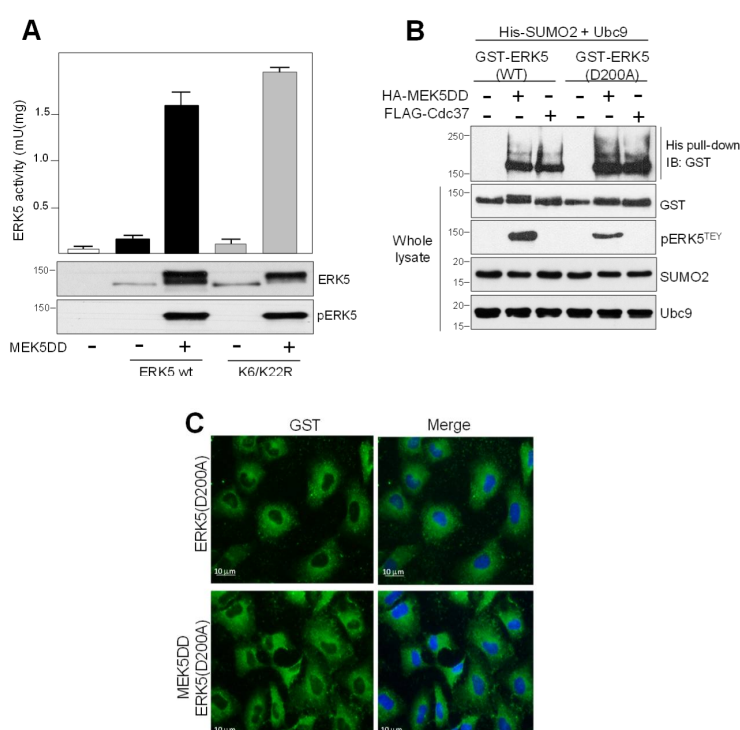 A
ERK5 activity (mU(mg)
1.5
1.0
0.5
150
ERK5
150
pERK5
MEK5DD - - + - +
ERK5 wt K6/K22R
B
His-SUMO2 + Ubc9
GST-ERK5 GST-ERK5
(WT) (D200A)
HA-MEK5DD - + - - + -
FLAG-Cdc37 - - + - - +
250
150
His pull-down
IB: GST
Whole
lysate
150
GST
150
pERK5TEY
20
15
SUMO2
20
15
Ubc9
C
GST Merge
ERK5(D200A)
10 µm 10 µm
MEK5DD
ERK5(D200A)
10 µm 10 µm